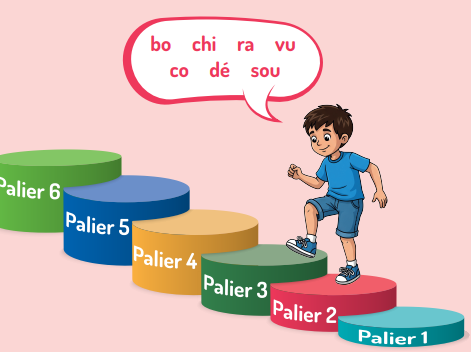 bo chi ra vu
co dé sou
Palier 6
Palier 5
Palier 4
Palier 3
Palier 2
Palier 1